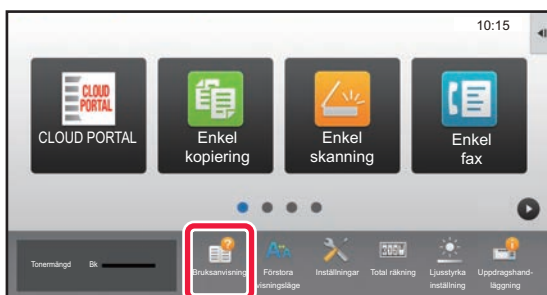 10:15
CLOUD
PORTAL
CLOUD PORTAL
Enkel
kopiering
Enkel
skanning
Enkel
fax
Tonermängd
Bk
Bruksanvisning
Förstora
visningsläge
Inställningar
Total räkning
Ljusstyrka
inställning
Uppdragshand-
läggning